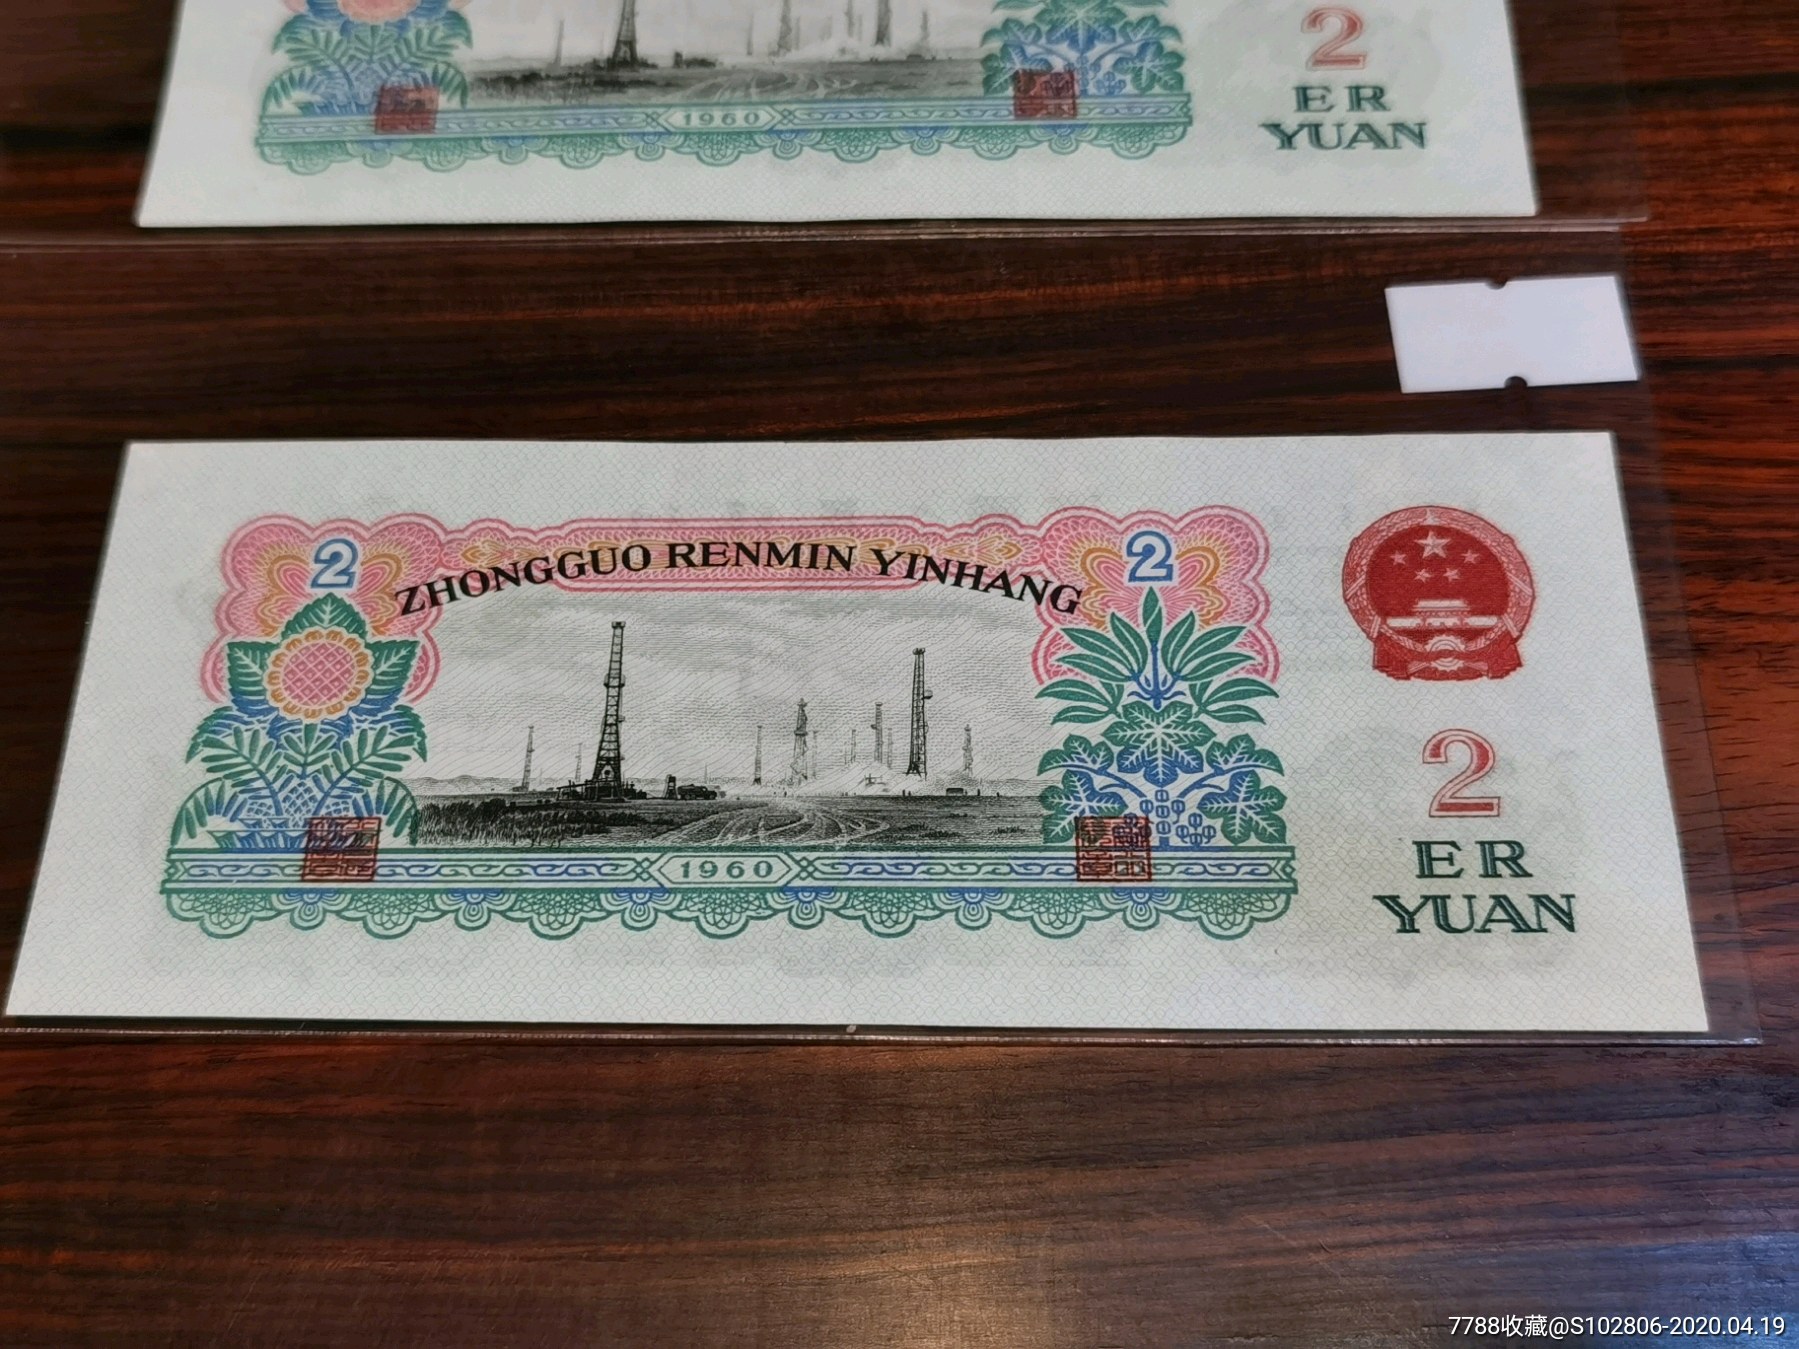 2
ER
YUAN
1960
2
2
ZHONGGUO RENMIN YINHANG
2
ER
YUAN
1960
7788收藏@S102806-2020.04.19